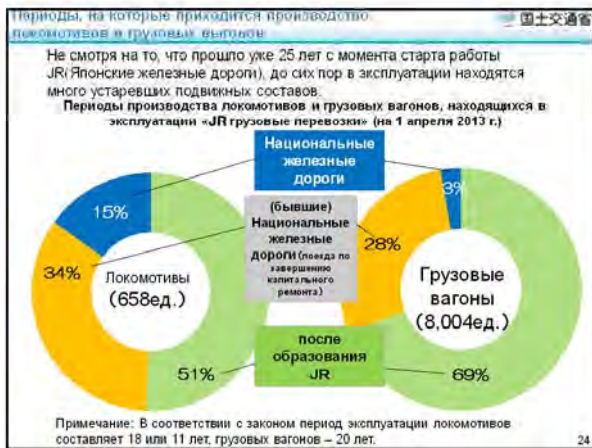 Периоды, на которые приходится производство
локомотивов и грузовых вагонов
国土交通省
Не смотря на то, что прошло уже 25 лет с момента старта работы
JR(Японские железные дороги), до сих пор в эксплуатации находятся
много устаревших подвижных составов.
Периоды производства локомотивов и грузовых вагонов, находящихся в
эксплуатации «JR грузовые перевозки» (на 1 апреля 2013 г.)
Национальные
железные
дороги
15%
3%
(бывшие)
Национальные
железные
дороги (поезда по
завершению
капитального
ремонта)
34%
28%
Локомотивы
(658ед.)
Грузовые
вагоны
(8,004ед.)
после
образования
JR
51%
69%
Примечание: В соответствии с законом период эксплуатации локомотивов
составляет 18 или 11 лет, грузовых вагонов – 20 лет.
24